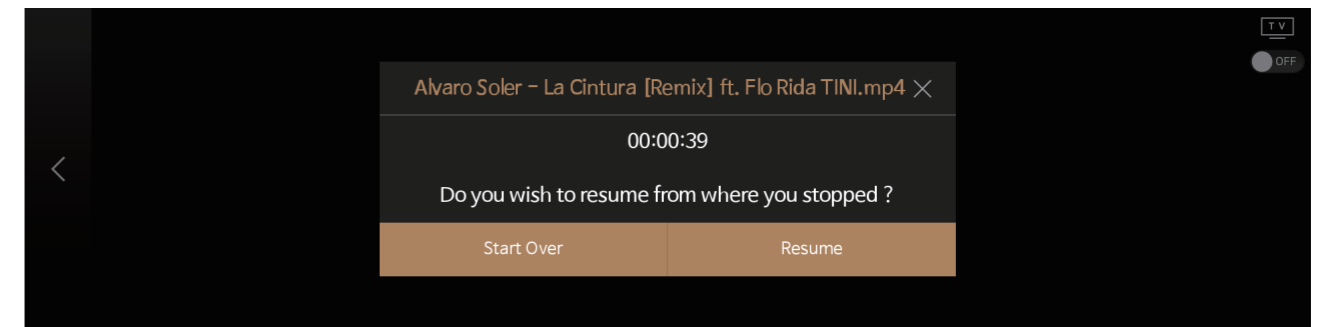 TV
OFF
Alvaro Soler - La Cintura [Remix] ft. Flo Rida TINI.mp4
00:00:39
Do you wish to resume from where you stopped ?
Start Over
Resume